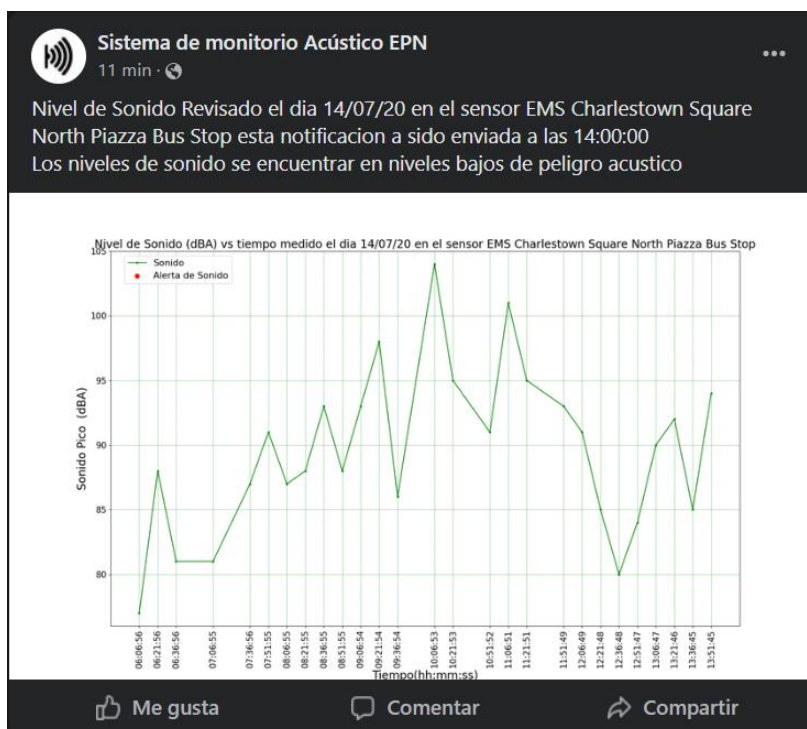 Sistema de monitorio Acústico EPN
11 min ·
Nivel de Sonido Revisado el dia 14/07/20 en el sensor EMS Charlestown Square
North Piazza Bus Stop esta notificacion a sido enviada a las 14:00:00
Los niveles de sonido se encuentrar en niveles bajos de peligro acustico
Nivel de Sonido (dBA) vs tiempo medido el dia 14/07/20 en el sensor EMS Charlestown Square North Piazza Bus Stop
Sonido
Alerta de Sonido
Sonido Pico (dBA)
105
100
95
90
85
80
06:06:56
06:21:56
06:36:56
07:06:55
07:36:56
07:51:55
08:06:55
08:21:55
08:36:55
08:51:55
09:06:54
09:21:54
09:36:54
10:06:53
10:21:53
10:51:52
11:06:51
11:21:51
11:51:49
12:06:49
12:21:48
12:36:48
12:51:47
13:06:47
13:21:46
13:36:45
13:51:45
Tiempo(hh:mm:ss)
Me gusta
Comentar
Compartir